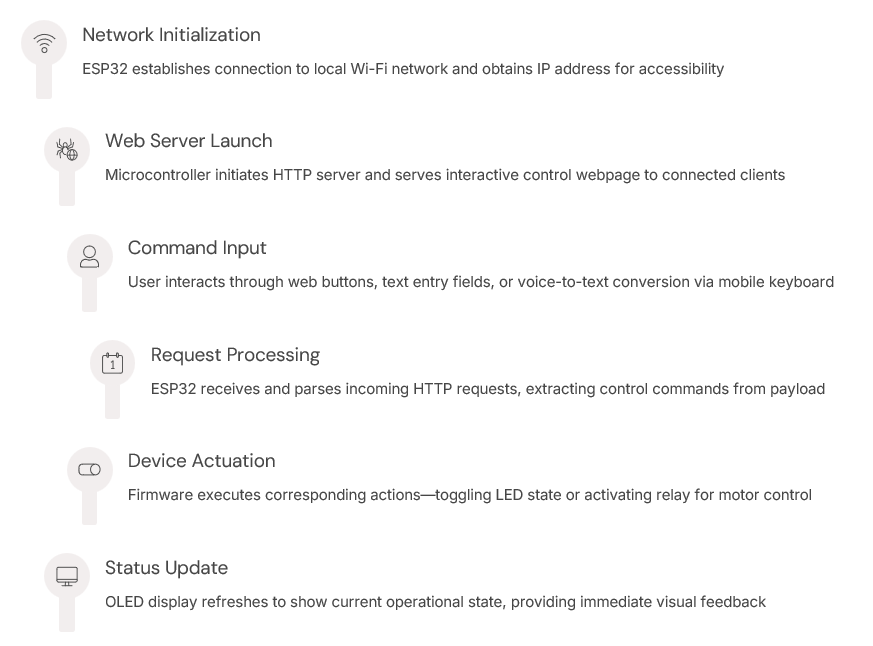 Network Initialization
ESP32 establishes connection to local Wi-Fi network and obtains IP address for accessibility
Web Server Launch
Microcontroller initiates HTTP server and serves interactive control webpage to connected clients
Command Input
User interacts through web buttons, text entry fields, or voice-to-text conversion via mobile keyboard
1
Request Processing
ESP32 receives and parses incoming HTTP requests, extracting control commands from payload
Device Actuation
Firmware executes corresponding actions—toggling LED state or activating relay for motor control
Status Update
OLED display refreshes to show current operational state, providing immediate visual feedback